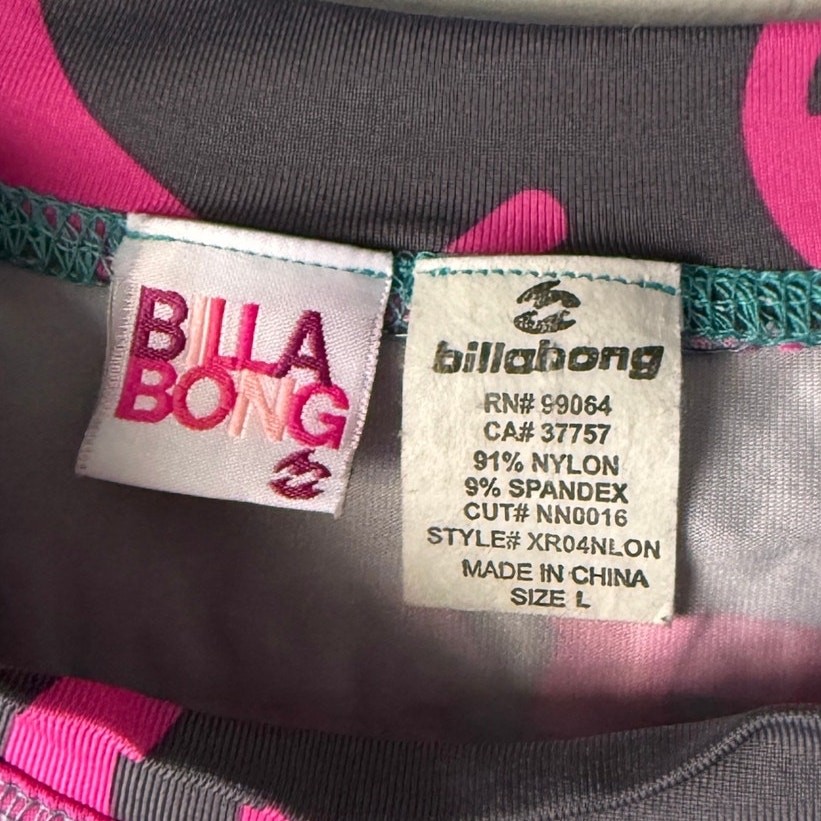 BILLA
BONG
billabong
RN# 99064
CA# 37757
91% NYLON
9% SPANDEX
CUT# NN0016
STYLE# XR04NLON
MADE IN CHINA
SIZE L